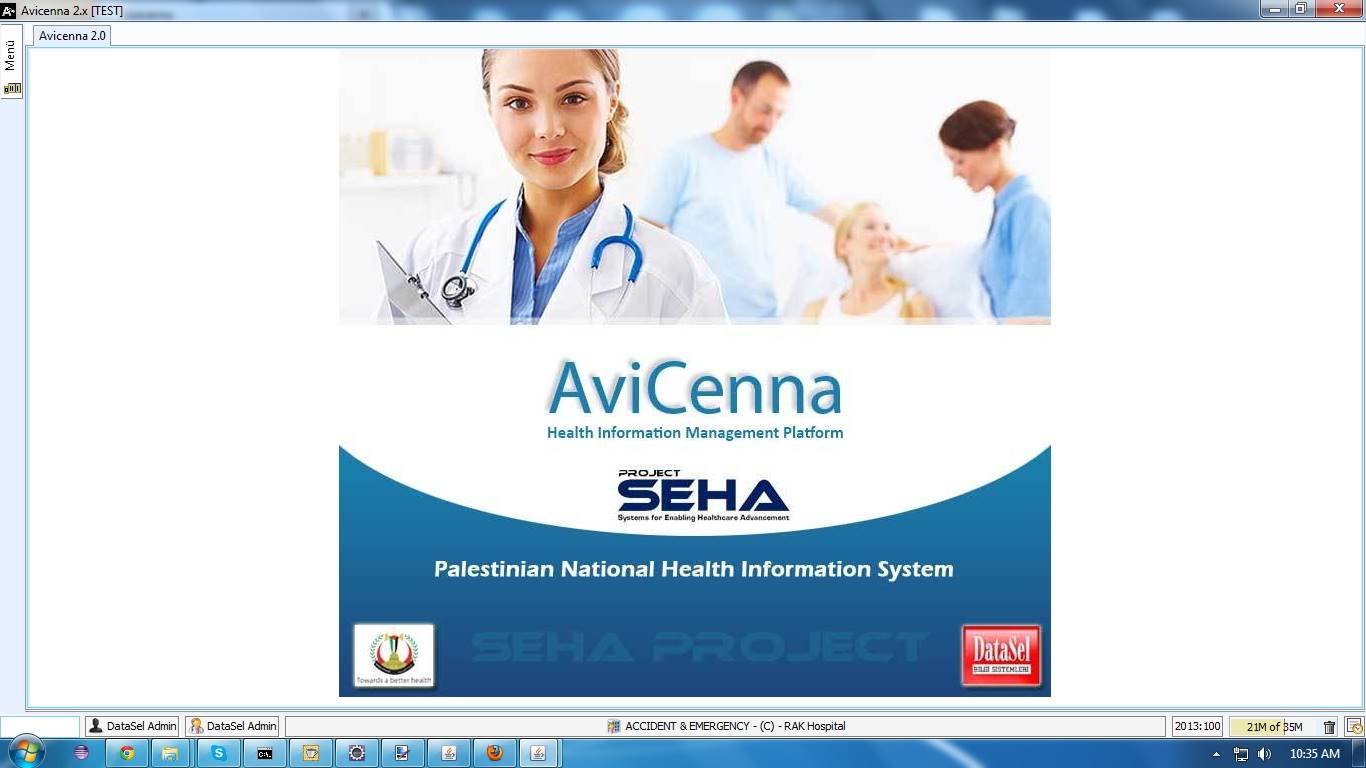 Avicenna 2.x [TEST]
Avicenna 2.0
Menü
AviCenna
Health Information Management Platform
PROJECT
SEHA
Systems for Enabling Healthcare Advancement
Palestinian National Health Information System
SEHA PROJECT
Towards a better health
DataSel
BİLGİ SİSTEMLERİ
DataSel Admin
DataSel Admin
ACCIDENT & EMERGENCY - (C) - RAK Hospital
2013:100
21M of 35M
10:35 AM